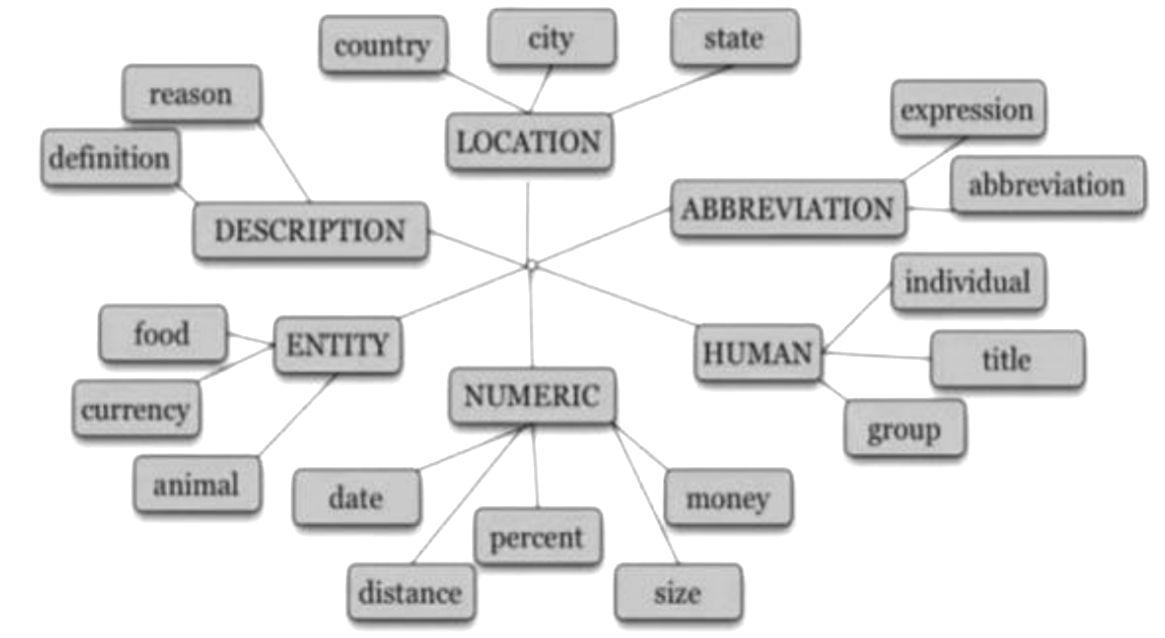 country
city
state
reason
expression
LOCATION
definition
abbreviation
ABBREVIATION
DESCRIPTION
individual
food
ENTITY
HUMAN
title
currency
NUMERIC
group
animal
date
money
percent
distance
size